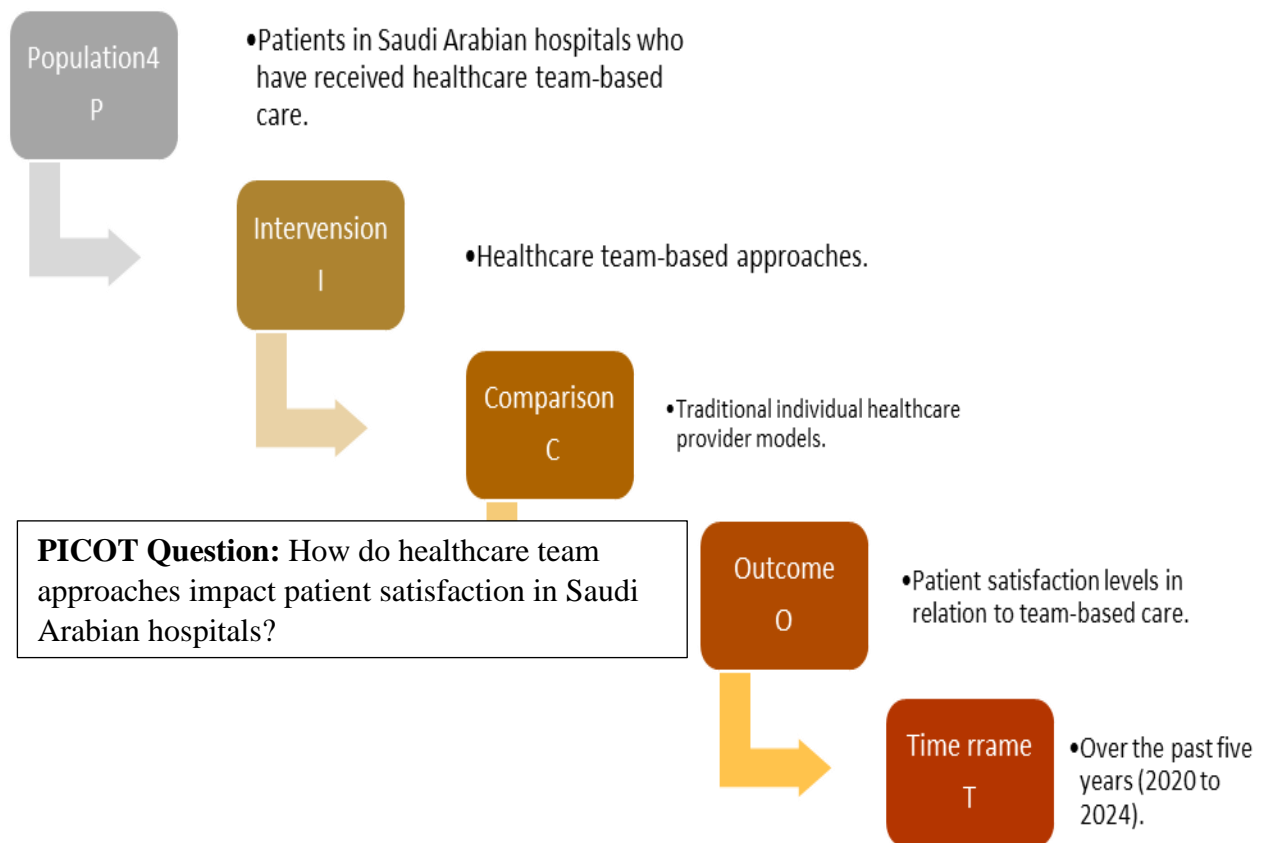 Population4
P
•Patients in Saudi Arabian hospitals who
have received healthcare team-based
care.
Intervension
I
•Healthcare team-based approaches.
Comparison
C
•Traditional individual healthcare
provider models.
PICOT Question: How do healthcare team
approaches impact patient satisfaction in Saudi
Arabian hospitals?
Outcome
O
•Patient satisfaction levels in
relation to team-based care.
Time rrame
T
•Over the past five
years (2020 to
2024).